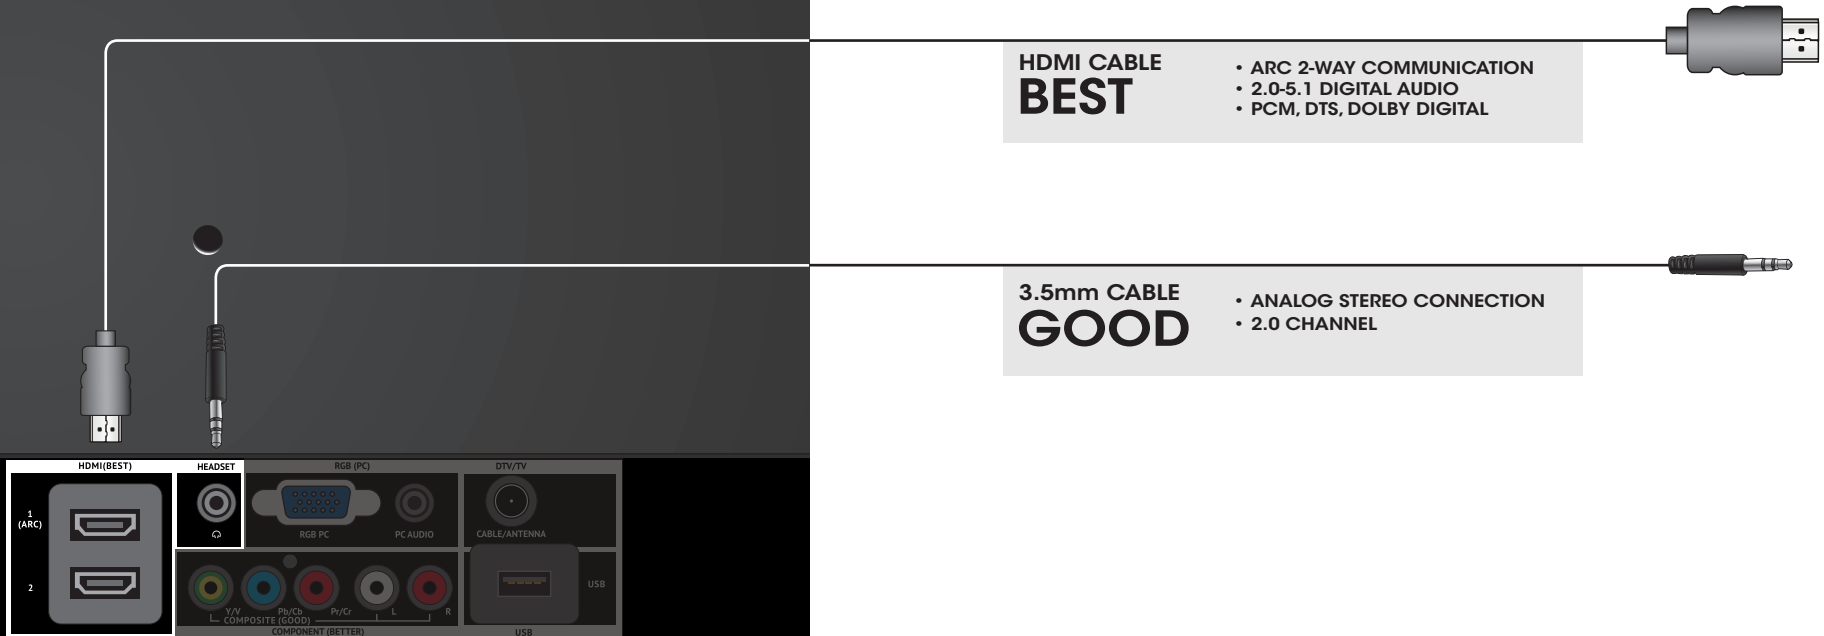 HDMI CABLE
BEST
• ARC 2-WAY COMMUNICATION
• 2.0-5.1 DIGITAL AUDIO
• PCM, DTS, DOLBY DIGITAL
3.5mm CABLE
GOOD
• ANALOG STEREO CONNECTION
• 2.0 CHANNEL
HDMI(BEST)
HEADSET
RGB (PC)
DTV/TV
1
(ARC)
RGB PC
PC AUDIO
CABLE/ANTENNA
2
USB
Y/V
Pb/Cb
Pr/Cr
L
R
COMPOSITE (GOOD)
COMPONENT (BETTER)
USB